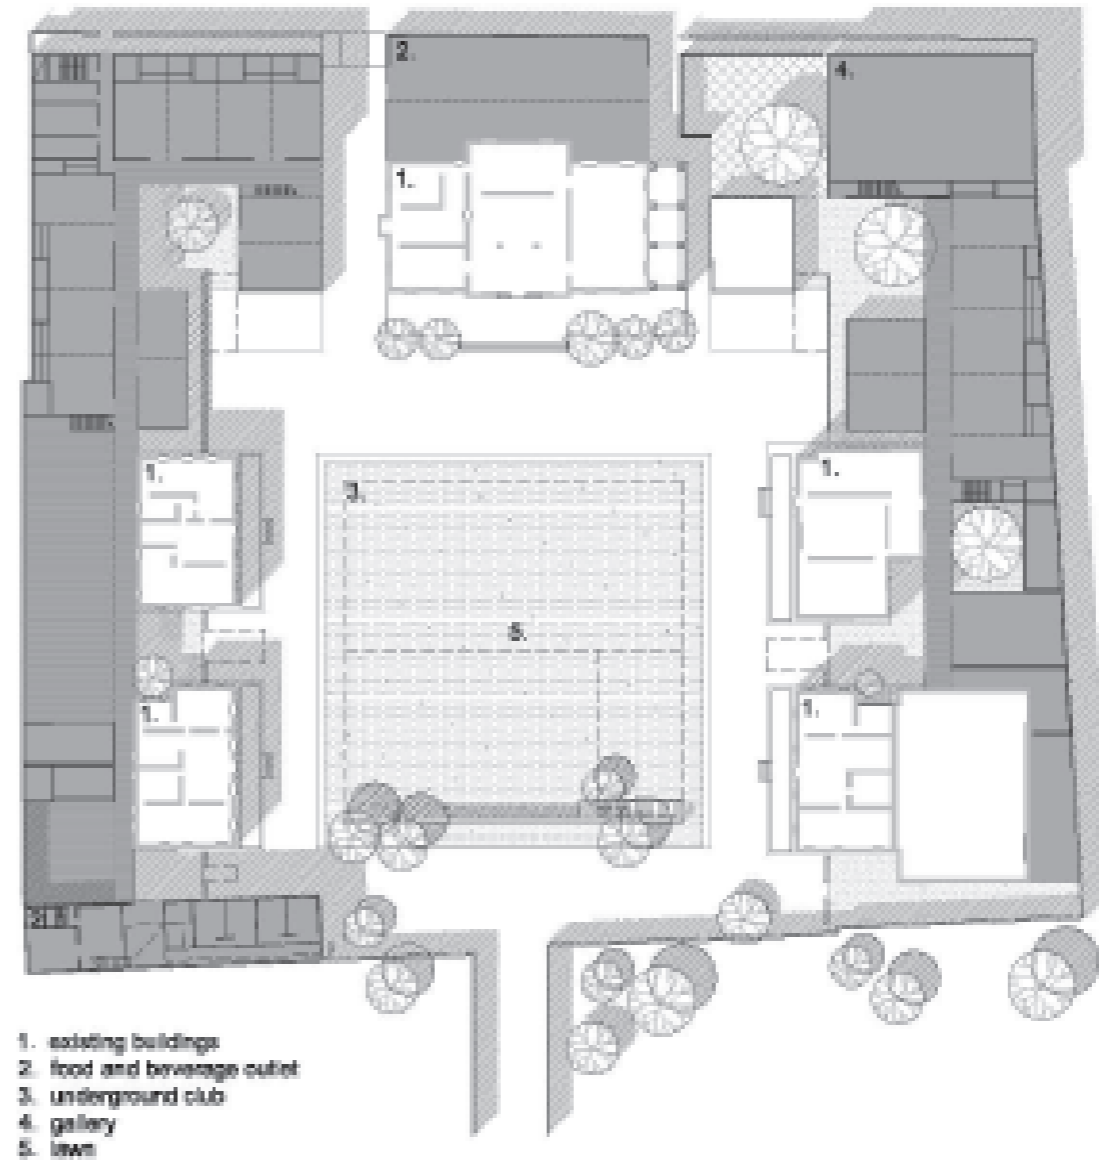 2.
4.
1.
1.
1.
3.
5.
1.
1.
1. existing buildings
2. food and beverage outlet
3. underground club
4. gallery
5. lawn